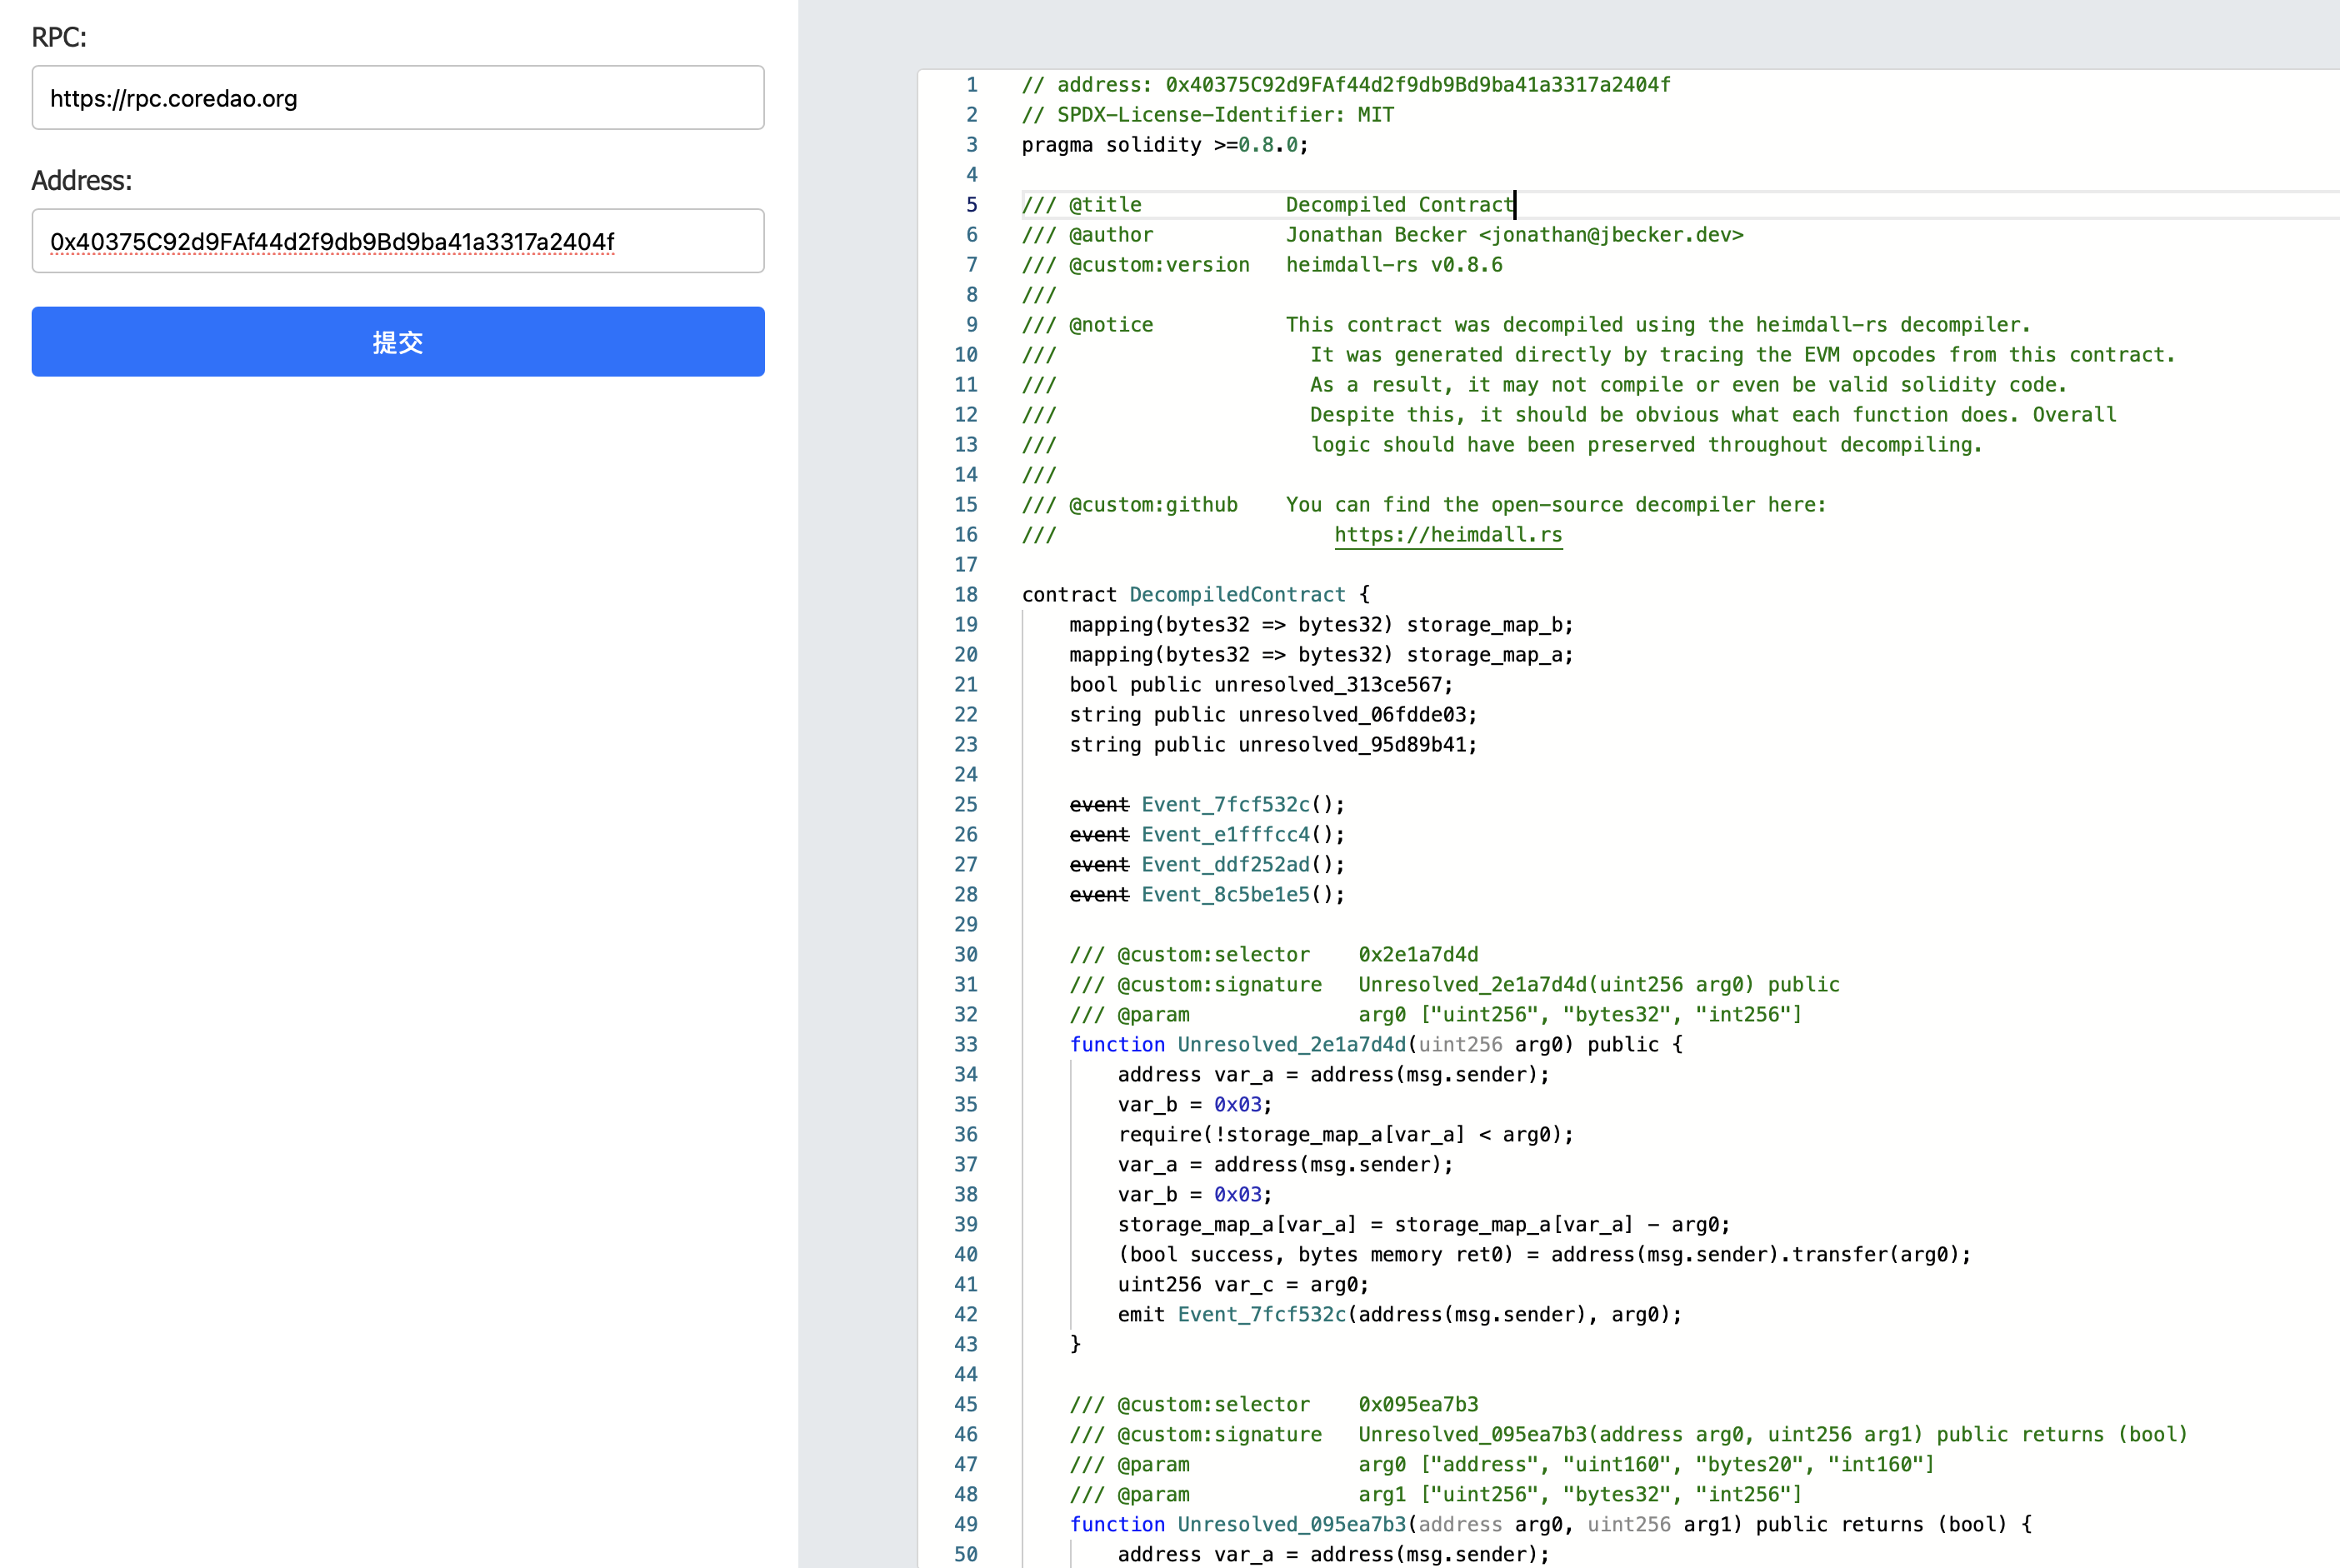 RPC:
https://rpc.coredao.org
Address:
0x40375C92d9FAf44d2f9db9Bd9ba41a3317a2404f
提交
1 // address: 0x40375C92d9FAf44d2f9db9Bd9ba41a3317a2404f
2 // SPDX-License-Identifier: MIT
3 pragma solidity >=0.8.0;
4
5 /// @title Decompiled Contract
6 /// @author Jonathan Becker <jonathan@jbecker.dev>
7 /// @custom:version heimdall-rs v0.8.6
8 ///
9 /// @notice This contract was decompiled using the heimdall-rs decompiler.
10 /// It was generated directly by tracing the EVM opcodes from this contract.
11 /// As a result, it may not compile or even be valid solidity code.
12 /// Despite this, it should be obvious what each function does. Overall
13 /// logic should have been preserved throughout decompiling.
14 ///
15 /// @custom:github You can find the open-source decompiler here:
16 /// https://heimdall.rs
17
18 contract DecompiledContract {
19 mapping(bytes32 => bytes32) storage_map_b;
20 mapping(bytes32 => bytes32) storage_map_a;
21 bool public unresolved_313ce567;
22 string public unresolved_06fdde03;
23 string public unresolved_95d89b41;
24
25 event Event_7fcf532c();
26 event Event_e1fffcc4();
27 event Event_ddf252ad();
28 event Event_8c5be1e5();
29
30 /// @custom:selector 0x2e1a7d4d
31 /// @custom:signature Unresolved_2e1a7d4d(uint256 arg0) public
32 /// @param arg0 ["uint256", "bytes32", "int256"]
33 function Unresolved_2e1a7d4d(uint256 arg0) public {
34 address var_a = address(msg.sender);
35 var_b = 0x03;
36 require(!storage_map_a[var_a] < arg0);
37 var_a = address(msg.sender);
38 var_b = 0x03;
39 storage_map_a[var_a] = storage_map_a[var_a] - arg0;
40 (bool success, bytes memory ret0) = address(msg.sender).transfer(arg0);
41 uint256 var_c = arg0;
42 emit Event_7fcf532c(address(msg.sender), arg0);
43 }
44
45 /// @custom:selector 0x095ea7b3
46 /// @custom:signature Unresolved_095ea7b3(address arg0, uint256 arg1) public returns (bool)
47 /// @param arg0 ["address", "uint160", "bytes20", "int160"]
48 /// @param arg1 ["uint256", "bytes32", "int256"]
49 function Unresolved_095ea7b3(address arg0, uint256 arg1) public returns (bool) {
50 address var_a = address(msg.sender);